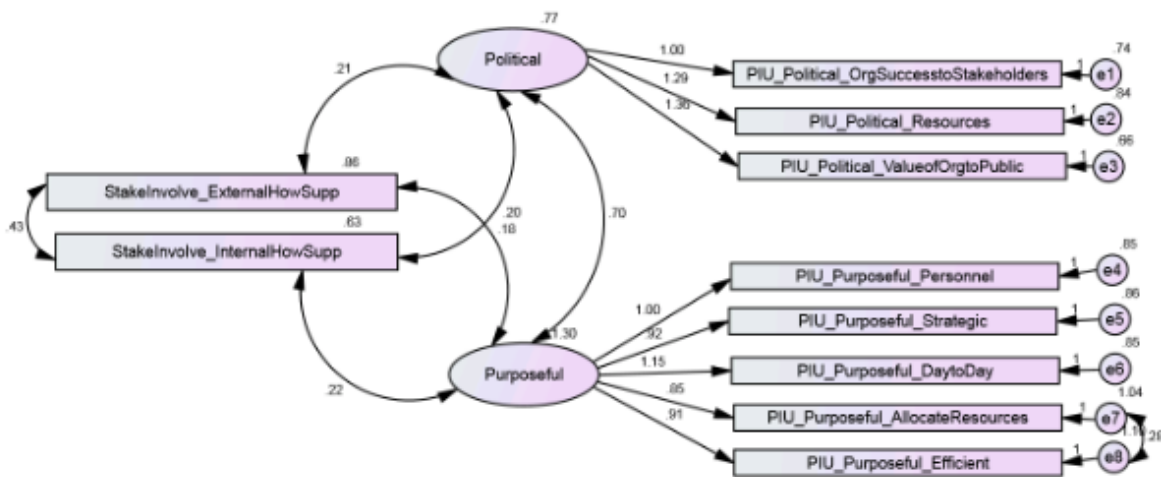 .77
Political
.21
1.00
1.29
1.36
.74
PIU_Political_OrgSuccesstoStakeholders
1
e1
.84
PIU_Political_Resources
1
e2
.66
PIU_Political_ValueofOrgtoPublic
1
e3
.86
StakeInvolve_ExternalHowSupp
.43
.63
StakeInvolve_InternalHowSupp
.20
.18
.70
.22
1.30
Purposeful
1.00
.92
1.15
.85
.91
.85
PIU_Purposeful_Personnel
1
e4
.86
PIU_Purposeful_Strategic
1
e5
.85
PIU_Purposeful_DaytoDay
1
e6
1.04
PIU_Purposeful_AllocateResources
1
e7
PIU_Purposeful_Efficient
1
e8